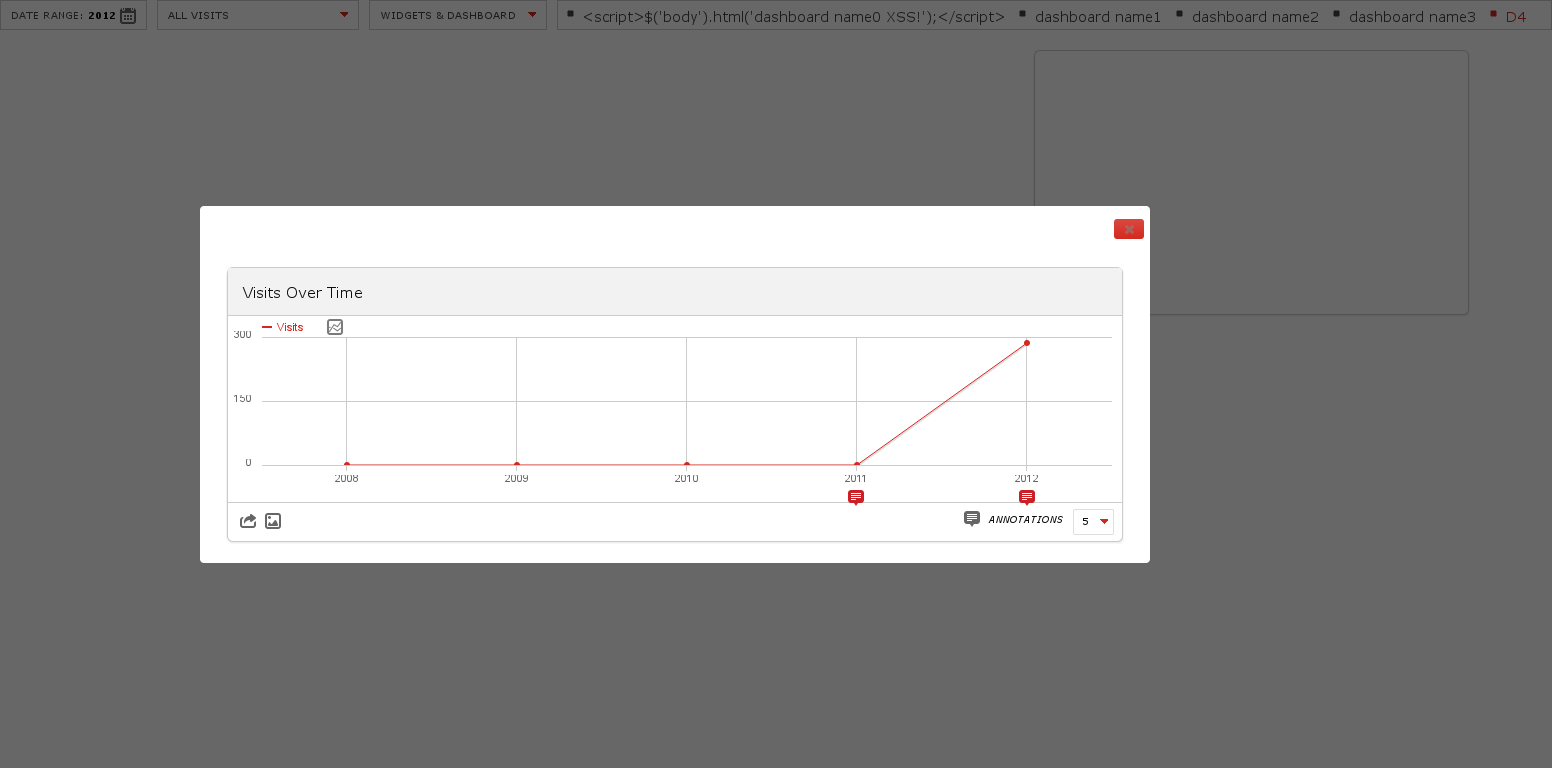 DATE RANGE: 2012
ALL VISITS
WIDGETS & DASHBOARD
<script>$('body').html('dashboard name0 XSS!');</script>
dashboard name1
dashboard name2
dashboard name3
D4
Visits Over Time
Visits
300
150
0
2008
2009
2010
2011
2012
ANNOTATIONS
5